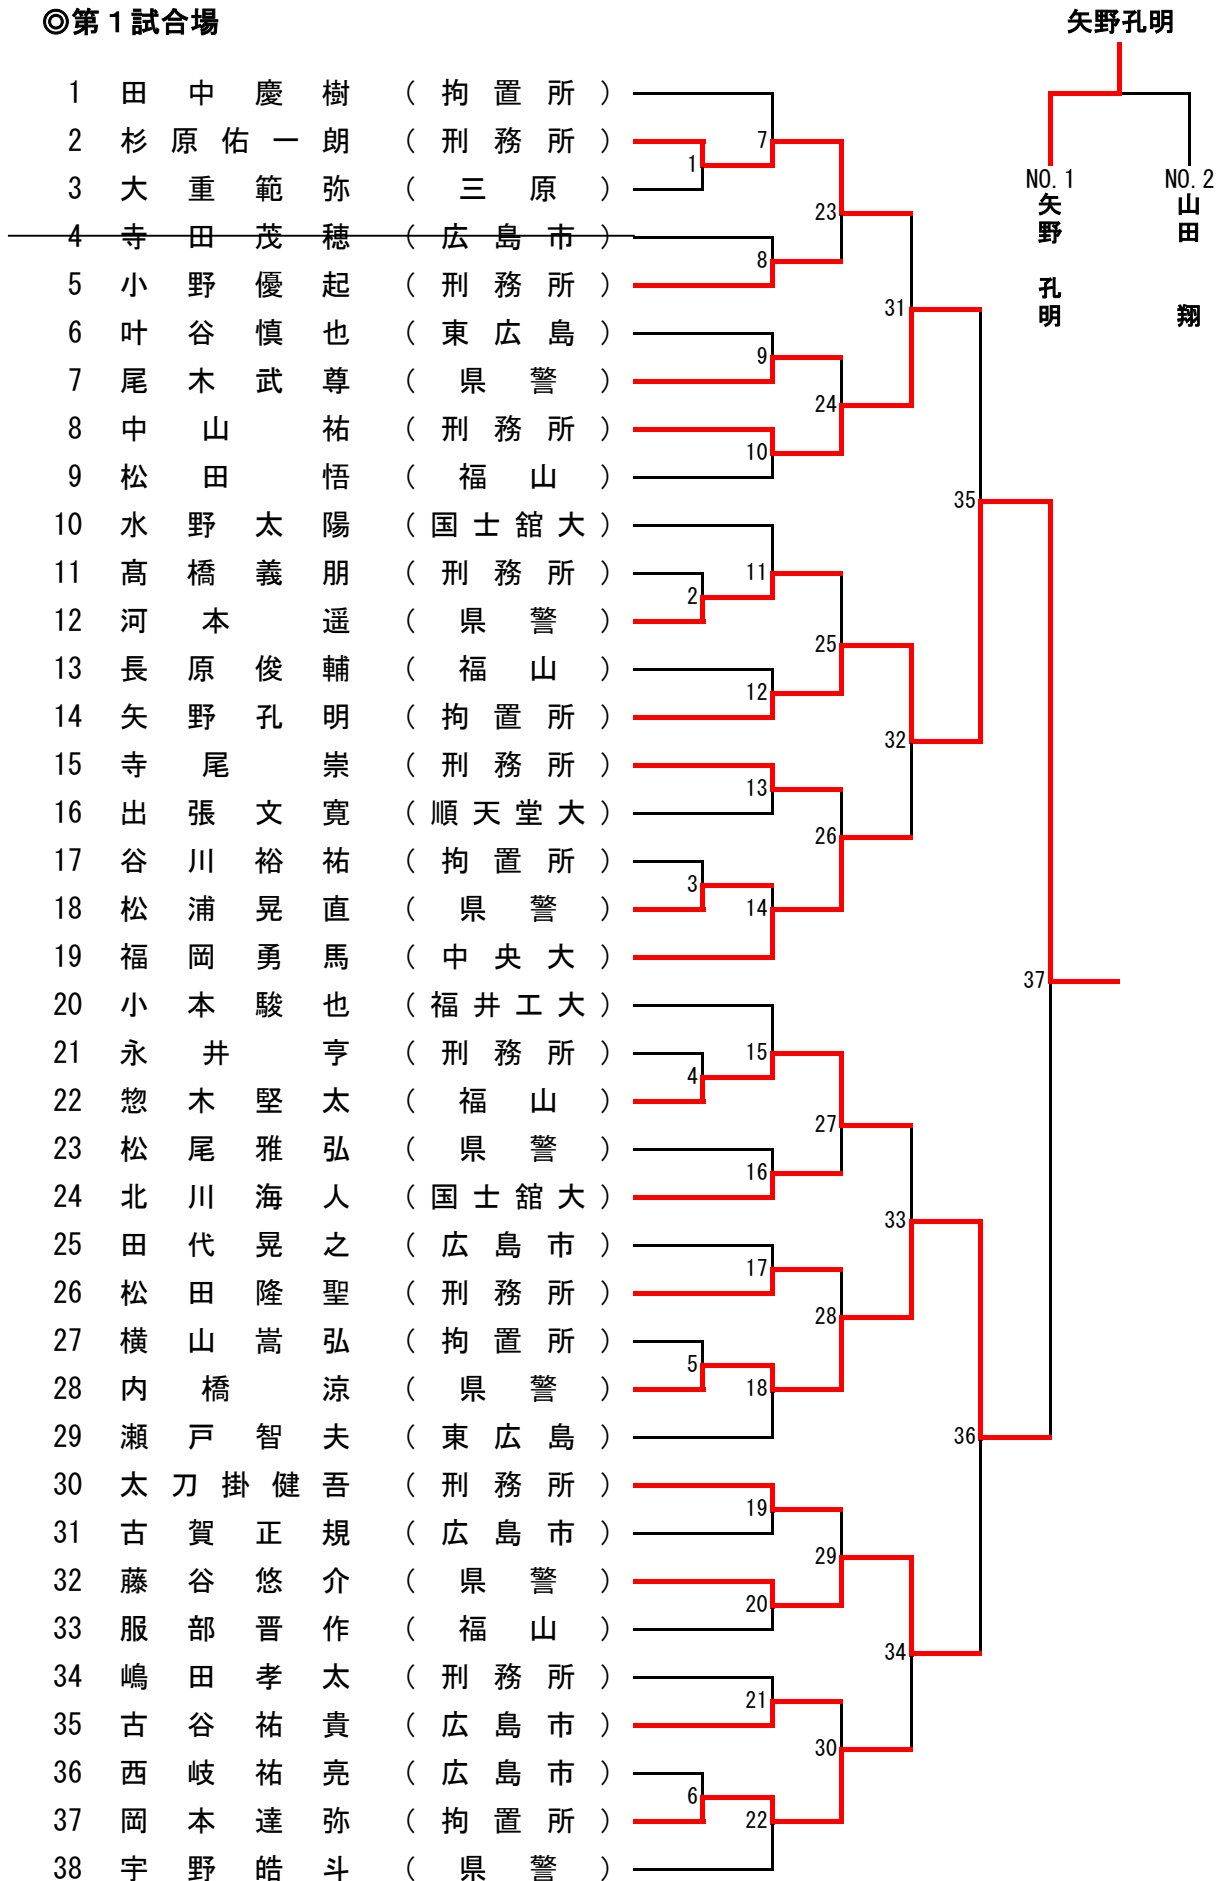 ◎第１試合場
矢野孔明
NO.1 矢野 孔明
NO.2 山田 翔
1 田中慶樹 (拘置所)
2 杉原佑一朗 (刑務所)
3 大重範弥 (三原)
4 寺田茂穂 (広島市)
5 小野優起 (刑務所)
6 叶谷慎也 (東広島)
7 尾木武尊 (県警)
8 中山祐 (刑務所)
9 松田悟 (福山)
10 水野太陽 (国士舘大)
11 髙橋義朋 (刑務所)
12 河本遥 (県警)
13 長原俊輔 (福山)
14 矢野孔明 (拘置所)
15 寺尾崇 (刑務所)
16 出張文寛 (順天堂大)
17 谷川裕祐 (拘置所)
18 松浦晃直 (県警)
19 福岡勇馬 (中央大)
20 小本駿也 (福井工大)
21 永井亨 (刑務所)
22 惣木堅太 (福山)
23 松尾雅弘 (県警)
24 北川海人 (国士舘大)
25 田代晃之 (広島市)
26 松田隆聖 (刑務所)
27 横山嵩弘 (拘置所)
28 内橋涼 (県警)
29 瀬戸智夫 (東広島)
30 太刀掛健吾 (刑務所)
31 古賀正規 (広島市)
32 藤谷悠介 (県警)
33 服部晋作 (福山)
34 嶋田孝太 (刑務所)
35 古谷祐貴 (広島市)
36 西岐祐亮 (広島市)
37 岡本達弥 (拘置所)
38 宇野皓斗 (県警)
1
2
3
4
5
6
7
8
9
10
11
12
13
14
15
16
17
18
19
20
21
22
23
24
25
26
27
28
29
30
31
32
33
34
35
36
37